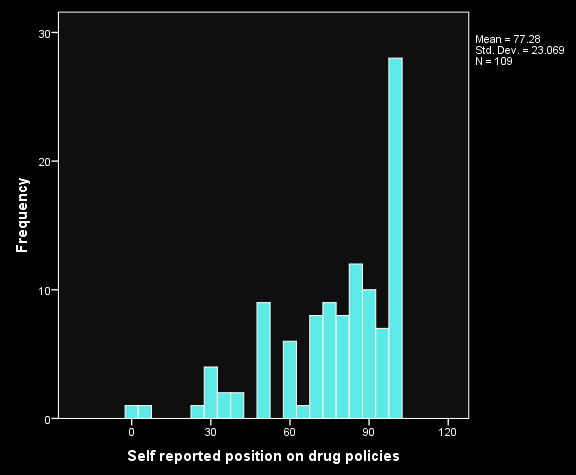 Mean = 77.28
Std. Dev. = 23.069
N = 109
30
20
10
0
Frequency
0 30 60 90 120
Self reported position on drug policies